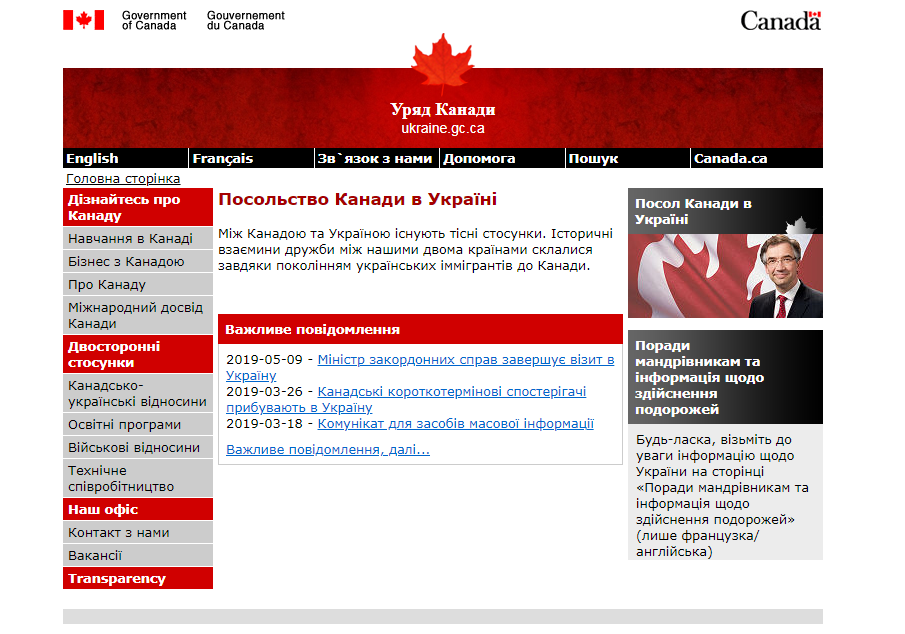 Government
of Canada
Gouvernement
du Canada
Canada
Уряд Канади
ukraine.gc.ca
English
Français
Зв`язок з нами
Допомога
Пошук
Canada.ca
Головна сторінка
Дізнайтесь про
Канаду
Навчання в Канаді
Бізнес з Канадою
Про Канаду
Міжнародний досвід
Канади
Двосторонні
стосунки
Канадсько-
українські відносини
Освітні програми
Військові відносини
Технічне
співробітництво
Наш офіс
Контакт з нами
Вакансії
Transparency
Посольство Канади в Україні
Між Канадою та Україною існують тісні стосунки. Історичні
взаємини дружби між нашими двома країнами склалися
завдяки поколінням українських іммігрантів до Канади.
Важливе повідомлення
2019-05-09 - Міністр закордонних справ завершує візит в
Україну
2019-03-26 - Канадські короткотермінові спостерігачі
прибувають в Україну
2019-03-18 - Комунікат для засобів масової інформації
Важливе повідомлення, далі...
Посол Канади в
Україні
Поради
мандрівникам та
інформація щодо
здійснення
подорожей
Будь-ласка, візьміть до
уваги інформацію щодо
України на сторінці
«Поради мандрівникам та
інформація щодо
здійснення подорожей»
(лише французка/
англійська)